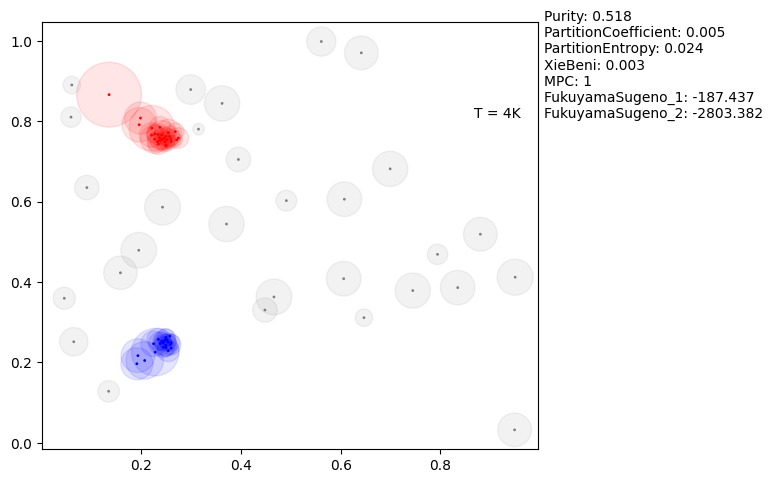 Purity: 0.518
PartitionCoefficient: 0.005
PartitionEntropy: 0.024
XieBeni: 0.003
MPC: 1
FukuyamaSugeno_1: -187.437
FukuyamaSugeno_2: -2803.382
T = 4K
1.0
0.8
0.6
0.4
0.2
0.0
0.2 0.4 0.6 0.8